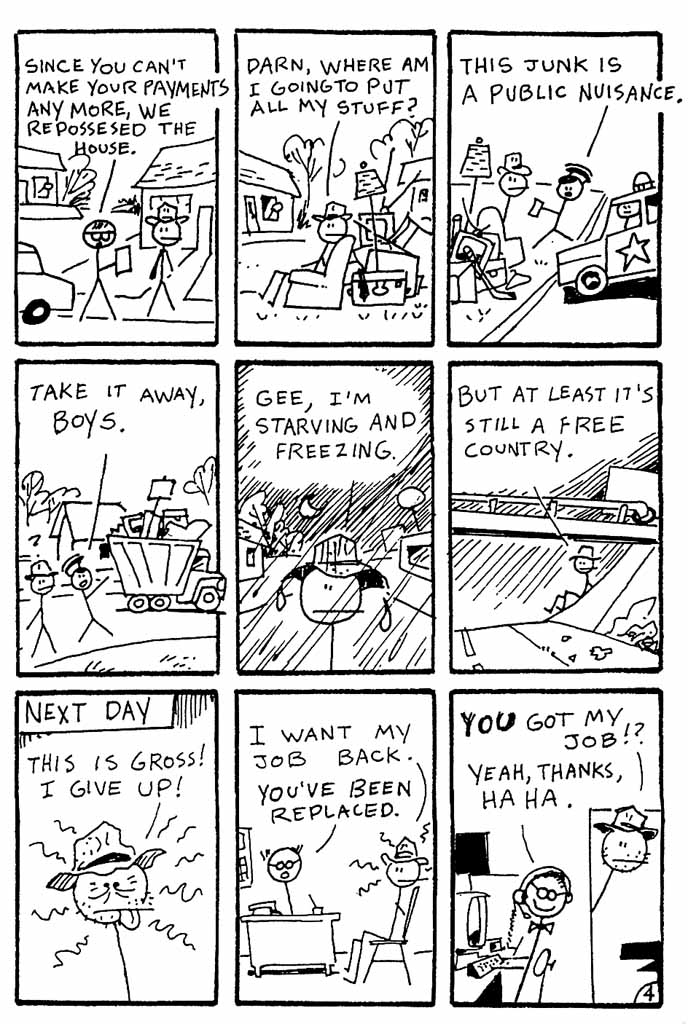 SINCE YOU CAN'T
MAKE YOUR PAYMENTS
ANY MORE, WE
REPOSSESED THE
HOUSE.
DARN, WHERE AM
I GOINGTO PUT
ALL MY STUFF?
THIS JUNK IS
A PUBLIC NUISANCE.
TAKE IT AWAY,
BOYS.
?
GEE, I'M
STARVING AND
FREEZING.
BUT AT LEAST IT'S
STILL A FREE
COUNTRY.
NEXT DAY
THIS IS GROSS!
I GIVE UP!
I WANT MY
JOB BACK.
YOU'VE BEEN
REPLACED.
YOU GOT MY
JOB!?
YEAH, THANKS,
HA HA.
4